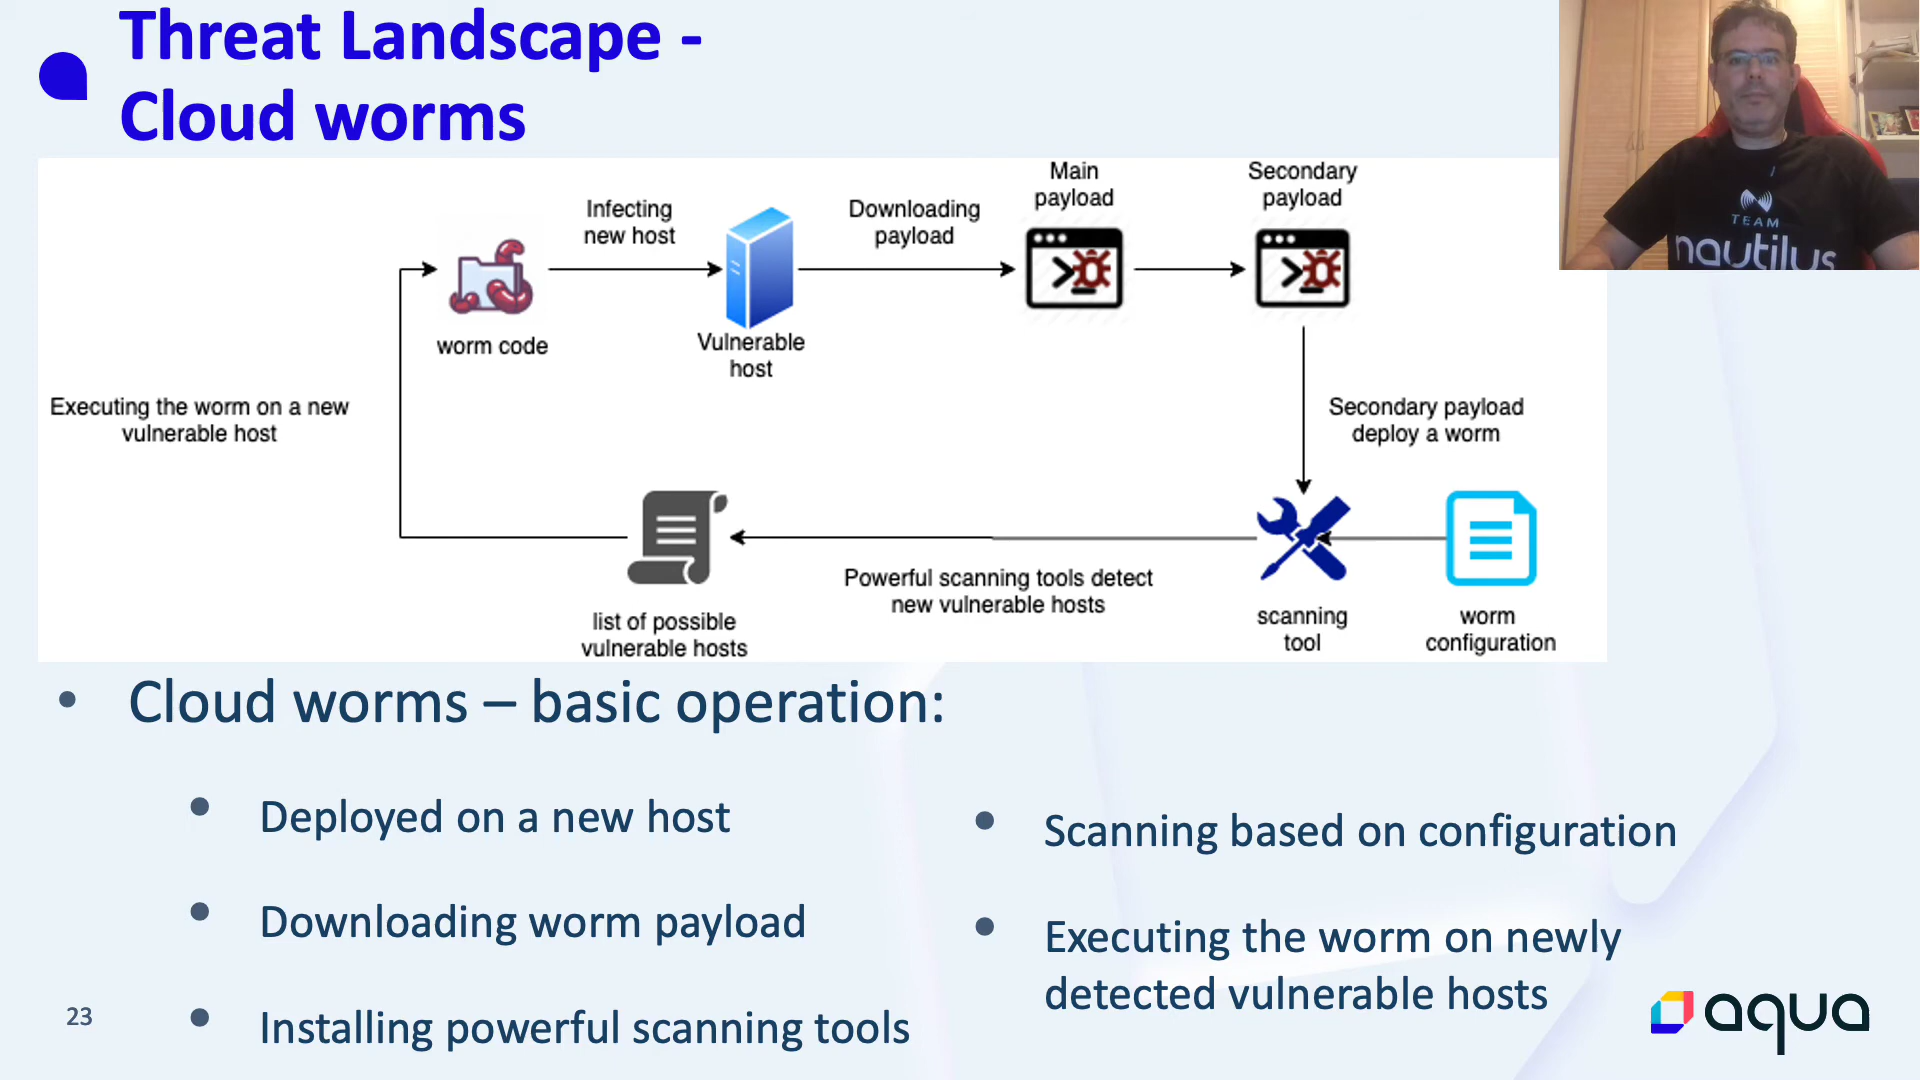 Threat Landscape -
Cloud worms
TEAM
nautilus
Main
payload
Secondary
payload
Infecting
new host
Downloading
payload
worm code
Vulnerable
host
Executing the worm on a new
vulnerable host
Secondary payload
deploy a worm
Powerful scanning tools detect
new vulnerable hosts
list of possible
vulnerable hosts
scanning
tool
worm
configuration
• Cloud worms – basic operation:
• Deployed on a new host
• Downloading worm payload
• Installing powerful scanning tools
• Scanning based on configuration
• Executing the worm on newly
detected vulnerable hosts
23
aqua